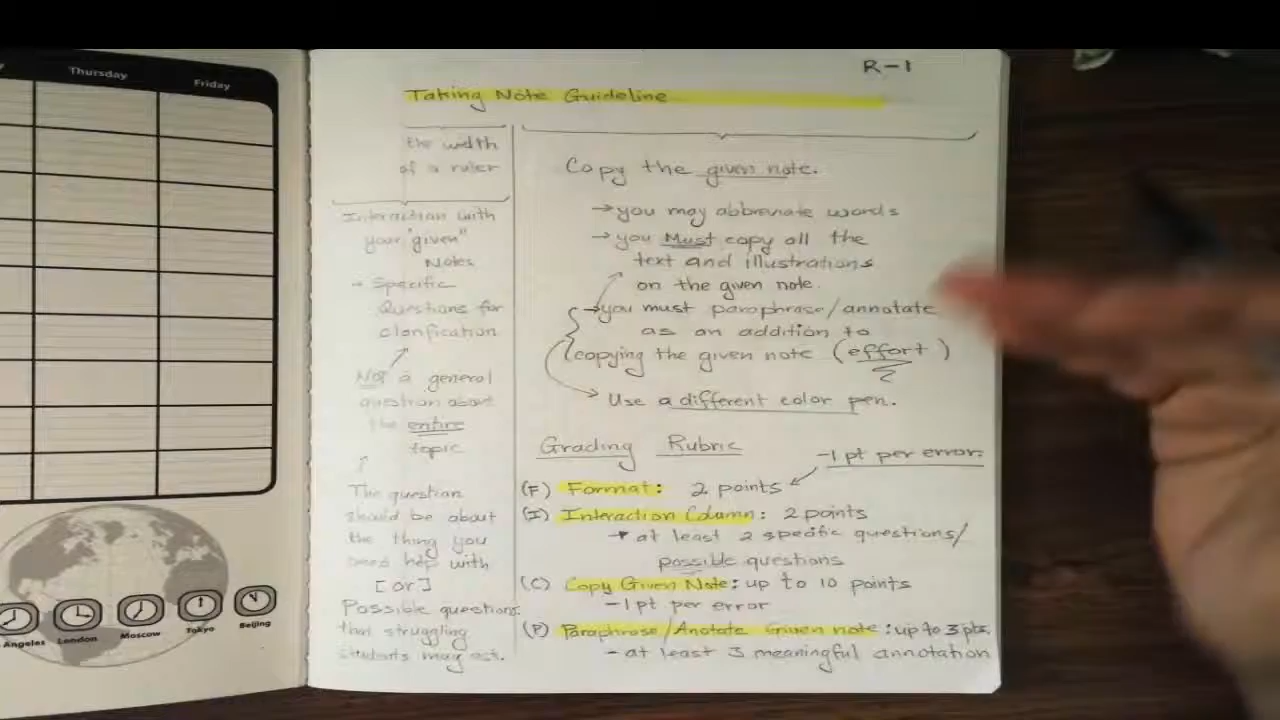 Thursday
Friday
R-1
Taking Note Guideline
the width
of a ruler
Interaction with
your "given"
Notes
→ Specific
Questions for
clarification
Not a general
question about
the entire
topic
The question
should be about
the thing you
need help with
[or]
Possible questions
that struggling
students may ask.
Copy the given note.
→ you may abbreviate words
→ you Must copy all the
text and illustrations
on the given note.
→ you must paraphrase/annotate
as an addition to
copying the given note (effort)
Use a different color pen.
Grading Rubric
-1 pt per error.
(F) Format: 2 points
(I) Interaction Column: 2 points
→ at least 2 specific questions/
possible questions
(C) Copy Given Note: up to 10 points
-1 pt per error
(P) Paraphrase/Anotate Given note: up to 3 pts.
- at least 3 meaningful annotation
Angeles
London
Moscow
Tokyo
Beijing